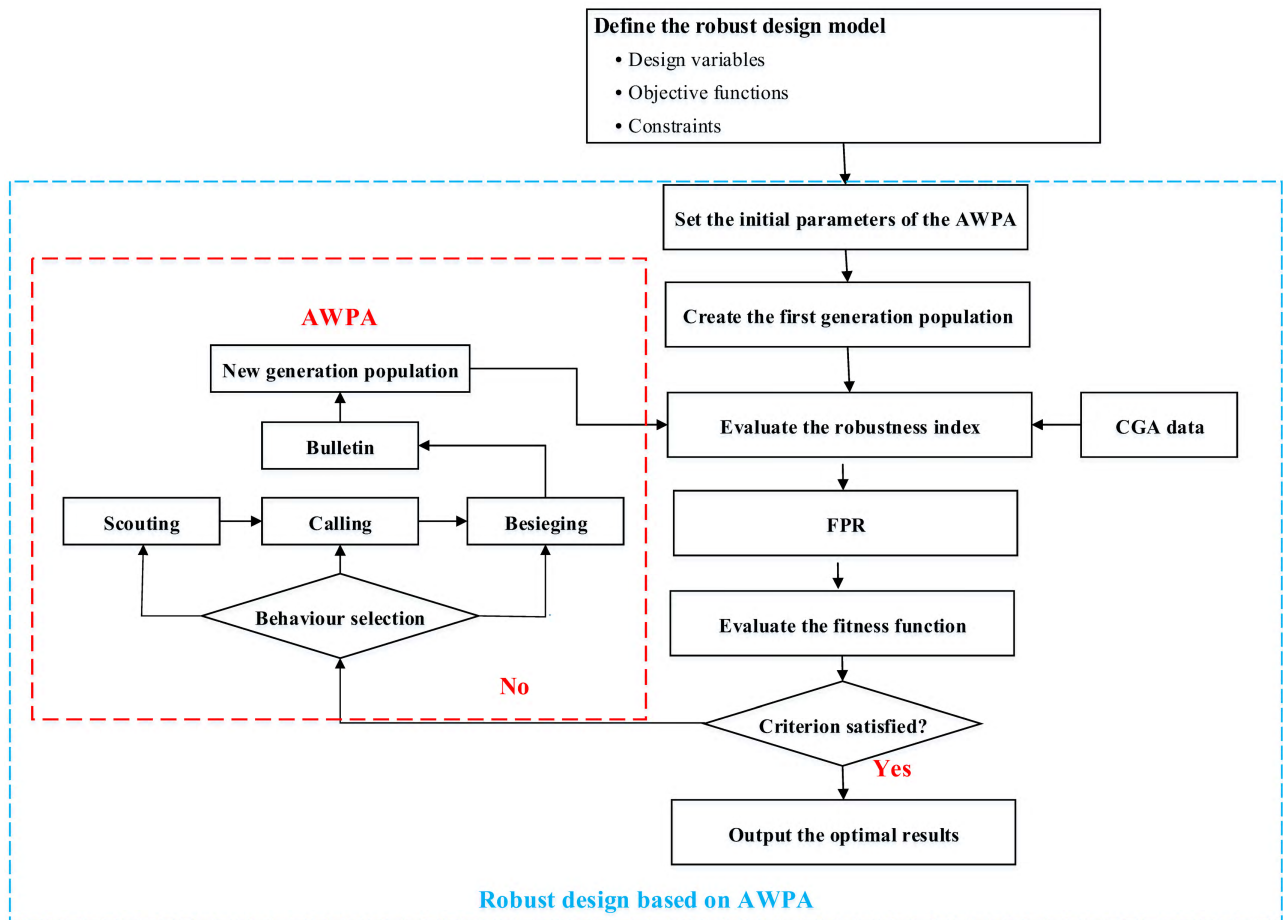 Define the robust design model
• Design variables
• Objective functions
• Constraints
Set the initial parameters of the AWPA
Create the first generation population
AWPA
New generation population
Evaluate the robustness index
CGA data
Bulletin
FPR
Scouting
Calling
Besieging
Behaviour selection
Evaluate the fitness function
No
Criterion satisfied?
Yes
Output the optimal results
Robust design based on AWPA